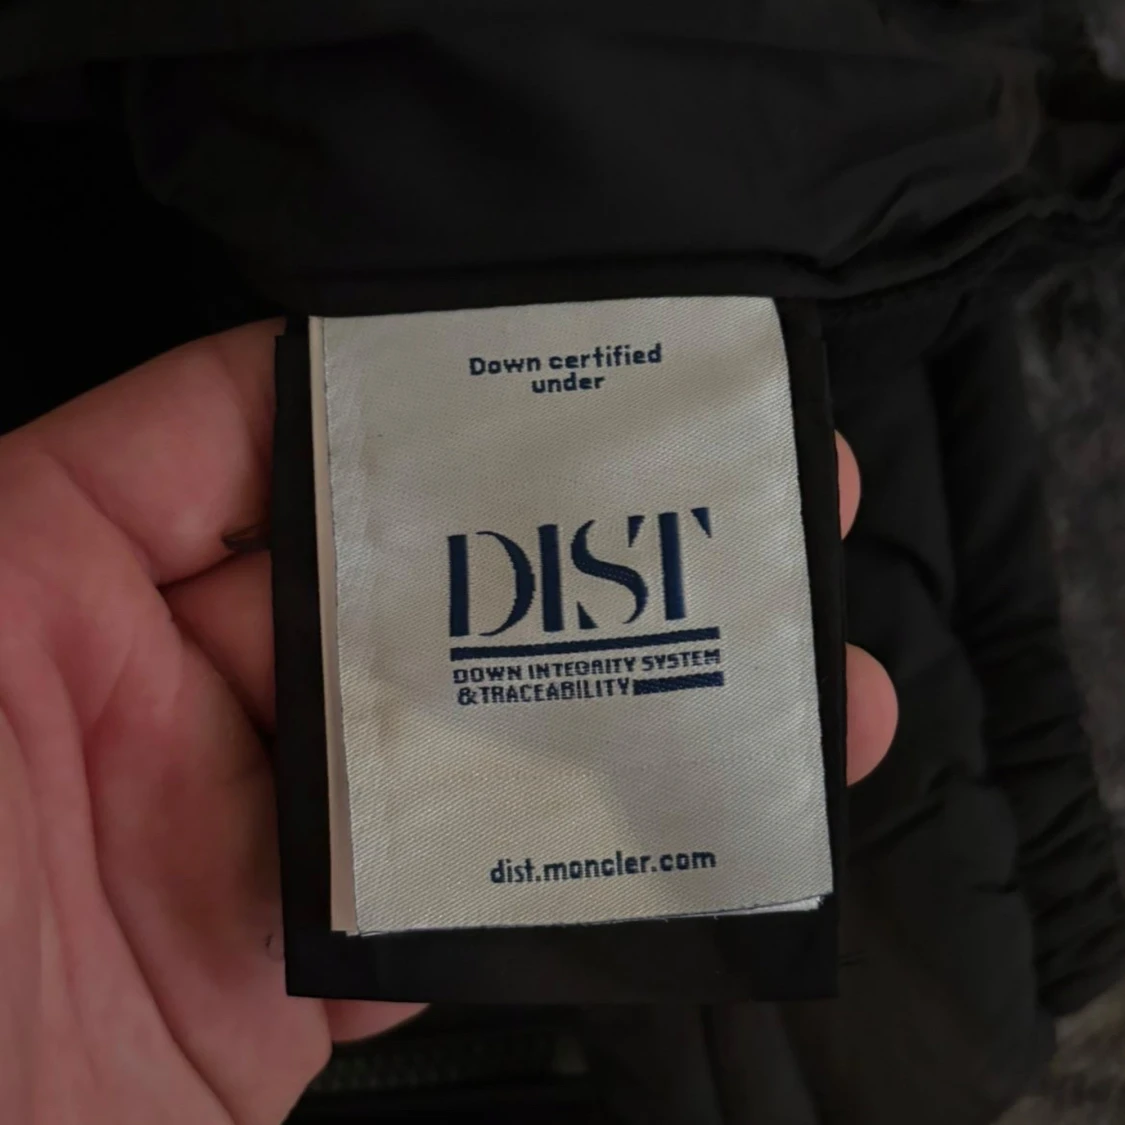 Down certified
under
DIST
DOWN INTEGRITY SYSTEM
& TRACEABILITY
dist.moncler.com